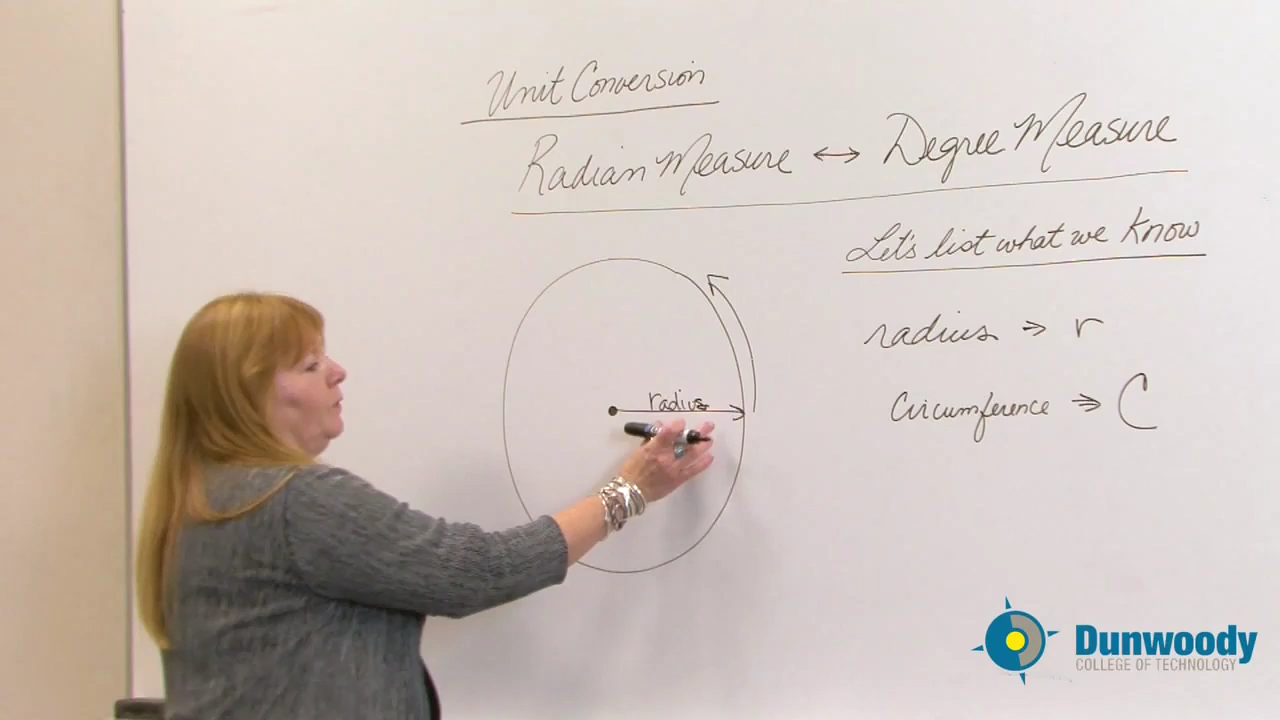 Unit Conversion
Radian Measure ↔ Degree Measure
Let's list what we know
radius → r
circumference ⇒ C
radius
Dunwoody
COLLEGE OF TECHNOLOGY